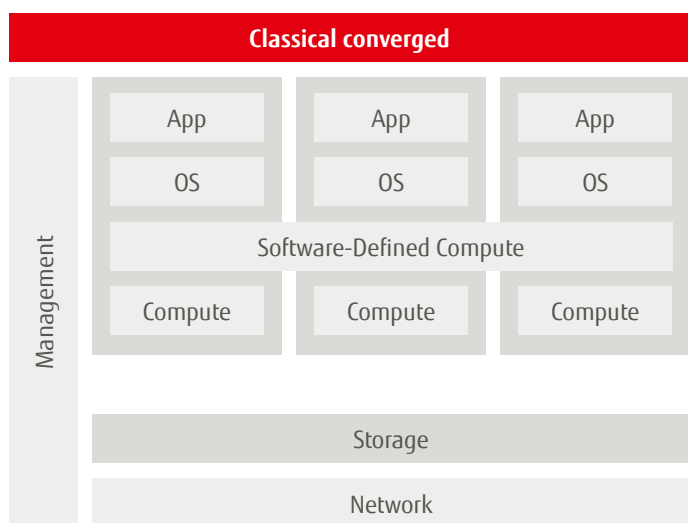 Classical converged
Management
App
App
App
OS
OS
OS
Software-Defined Compute
Compute
Compute
Compute
Storage
Network